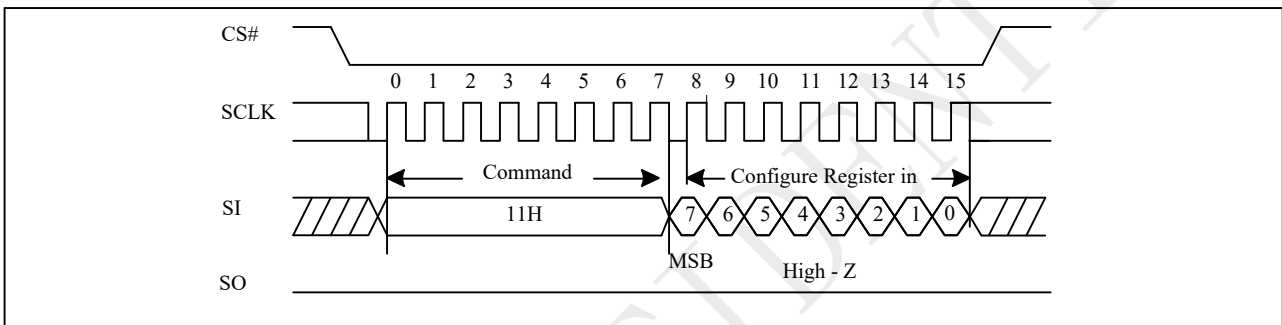 CS#
0 1 2 3 4 5 6 7 8 9 10 11 12 13 14 15
SCLK
Command
Configure Register in
SI
11H
7 6 5 4 3 2 1 0
MSB
High - Z
SO